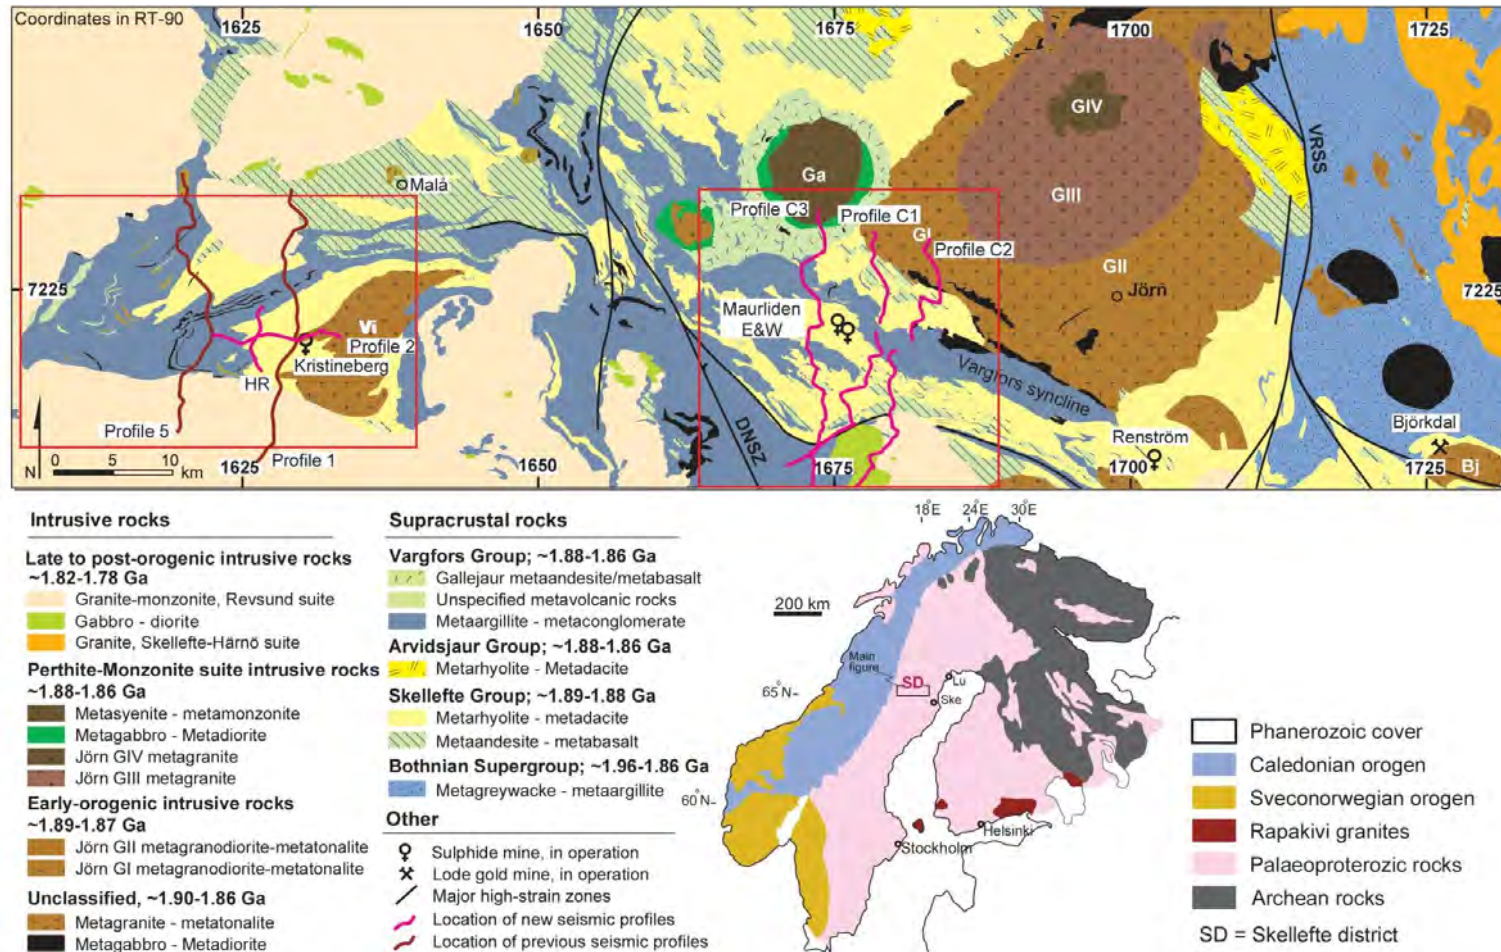 Coordinates in RT-90
1625
1650
1675
1700
1725
GIV
VRSS
Malå
Ga
GIII
Profile C3
Profile C1
GI
Profile C2
GII
7225
Jörn
7225
Maurliden
E&W
Vi
Profile 2
Kristineberg
HR
Vargfors syncline
Profile 5
DNSZ
Björkdal
Renström
Profile 1
N
0 5 10
km
1625
1650
1675
1700
1725
Bj
Intrusive rocks
Late to post-orogenic intrusive rocks
~1.82-1.78 Ga
Granite-monzonite, Revsund suite
Gabbro - diorite
Granite, Skellefte-Härnö suite
Perthite-Monzonite suite intrusive rocks
~1.88-1.86 Ga
Metasyenite - metamonzonite
Metagabbro - Metadiorite
Jörn GIV metagranite
Jörn GIII metagranite
Early-orogenic intrusive rocks
~1.89-1.87 Ga
Jörn GII metagranodiorite-metatonalite
Jörn GI metagranodiorite-metatonalite
Unclassified, ~1.90-1.86 Ga
Metagranite - metatonalite
Metagabbro - Metadiorite
Supracrustal rocks
Vargfors Group; ~1.88-1.86 Ga
Gallejaur metaandesite/metabasalt
Unspecified metavolcanic rocks
Metaargillite - metaconglomerate
Arvidsjaur Group; ~1.88-1.86 Ga
Metarhyolite - Metadacite
Skellefte Group; ~1.89-1.88 Ga
Metarhyolite - metadacite
Metaandesite - metabasalt
Bothnian Supergroup; ~1.96-1.86 Ga
Metagreywacke - metaargillite
Other
Sulphide mine, in operation
Lode gold mine, in operation
Major high-strain zones
Location of new seismic profiles
Location of previous seismic profiles
18°E 24°E 30°E
200 km
Main
figure
SD
Lu
65°N
Ske
60°N
Helsinki
Stockholm
Phanerozoic cover
Caledonian orogen
Sveconorwegian orogen
Rapakivi granites
Palaeoproterozic rocks
Archean rocks
SD = Skellefte district